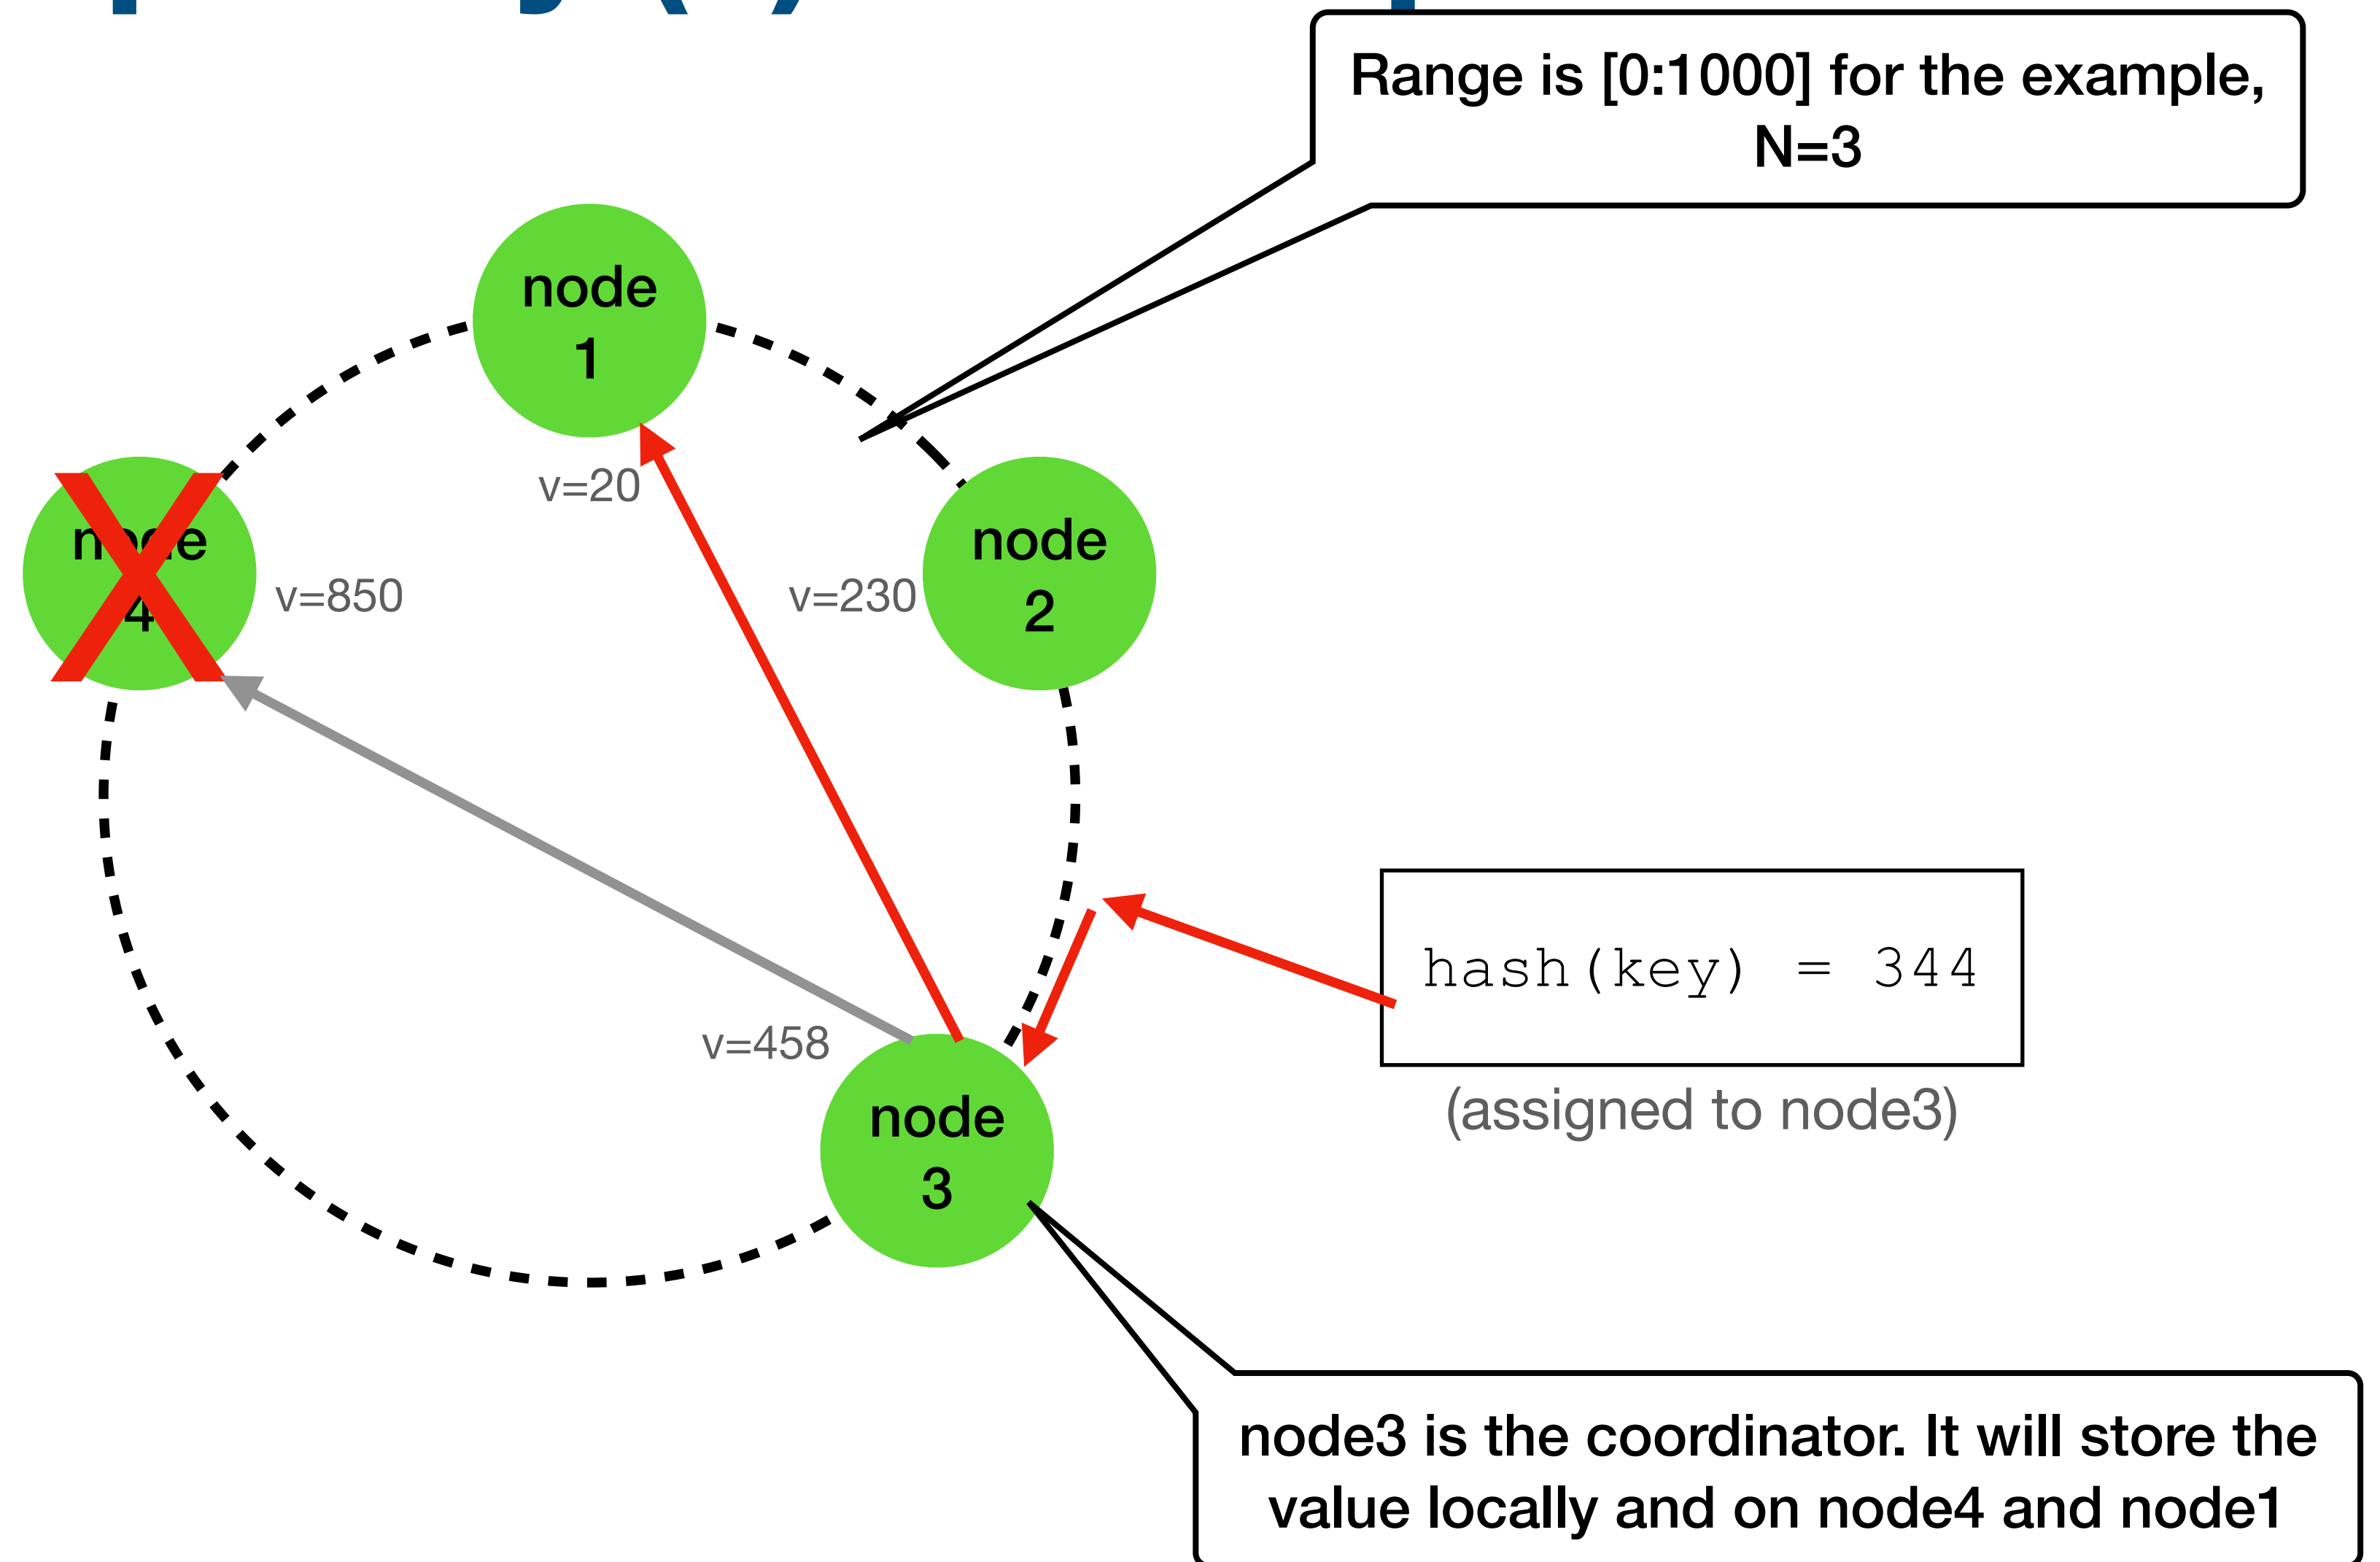 Range is [0:1000] for the example,
N=3
node
1
v=20
node
4
v=850
v=230
node
2
hash(key) = 344
(assigned to node3)
v=458
node
3
node3 is the coordinator. It will store the
value locally and on node4 and node1